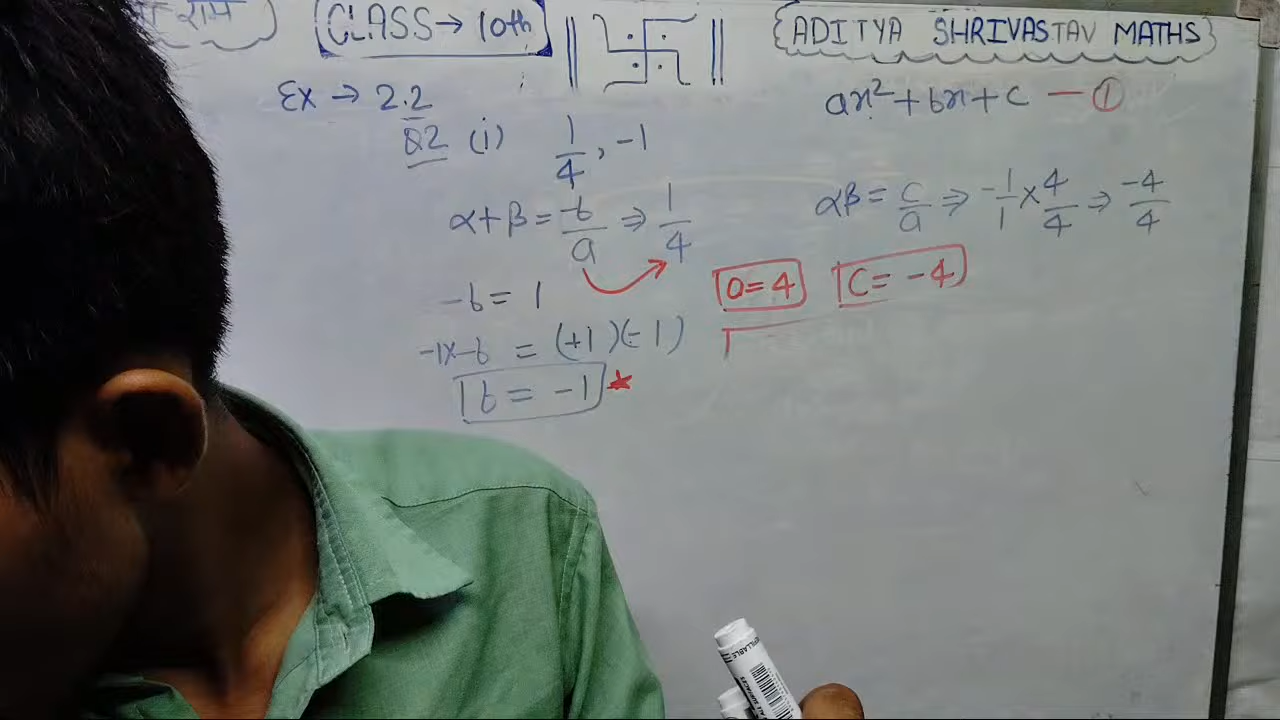 राम
CLASS → 10th
ADITYA SHRIVASTAV MATHS
Ex → 2.2
Q2 (i) 1/4, -1
ax² + bx + c — ①
α+β = -b/a ⇒ 1/4
αβ = c/a ⇒ -1/1 × 4/4 ⇒ -4/4
-b = 1
a = 4
c = -4
-1x-b = (+1)(-1)
b = -1 ★